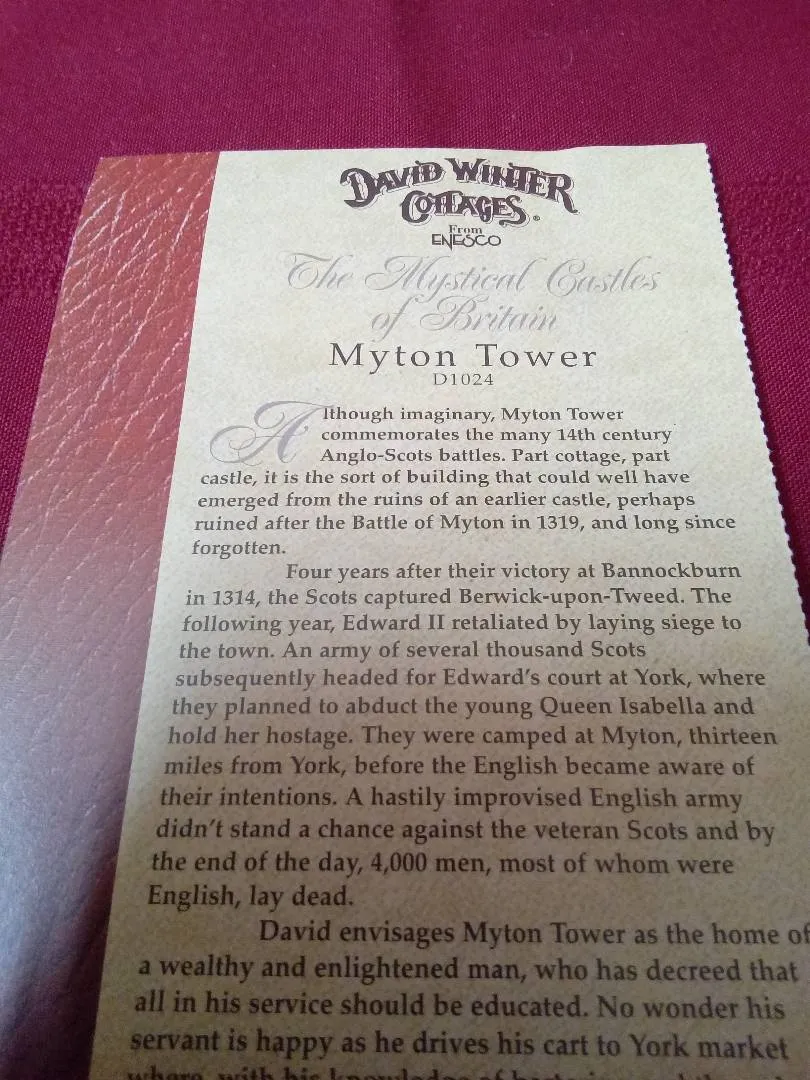 DAVID WINTER
COTTAGES®
From
ENESCO
The Mystical Castles
of Britain
Myton Tower
D1024
Although imaginary, Myton Tower
commemorates the many 14th century
Anglo-Scots battles. Part cottage, part
castle, it is the sort of building that could well have
emerged from the ruins of an earlier castle, perhaps
ruined after the Battle of Myton in 1319, and long since
forgotten.
Four years after their victory at Bannockburn
in 1314, the Scots captured Berwick-upon-Tweed. The
following year, Edward II retaliated by laying siege to
the town. An army of several thousand Scots
subsequently headed for Edward's court at York, where
they planned to abduct the young Queen Isabella and
hold her hostage. They were camped at Myton, thirteen
miles from York, before the English became aware of
their intentions. A hastily improvised English army
didn't stand a chance against the veteran Scots and by
the end of the day, 4,000 men, most of whom were
English, lay dead.
David envisages Myton Tower as the home of
a wealthy and enlightened man, who has decreed that
all in his service should be educated. No wonder his
servant is happy as he drives his cart to York market
where, with his knowledge of